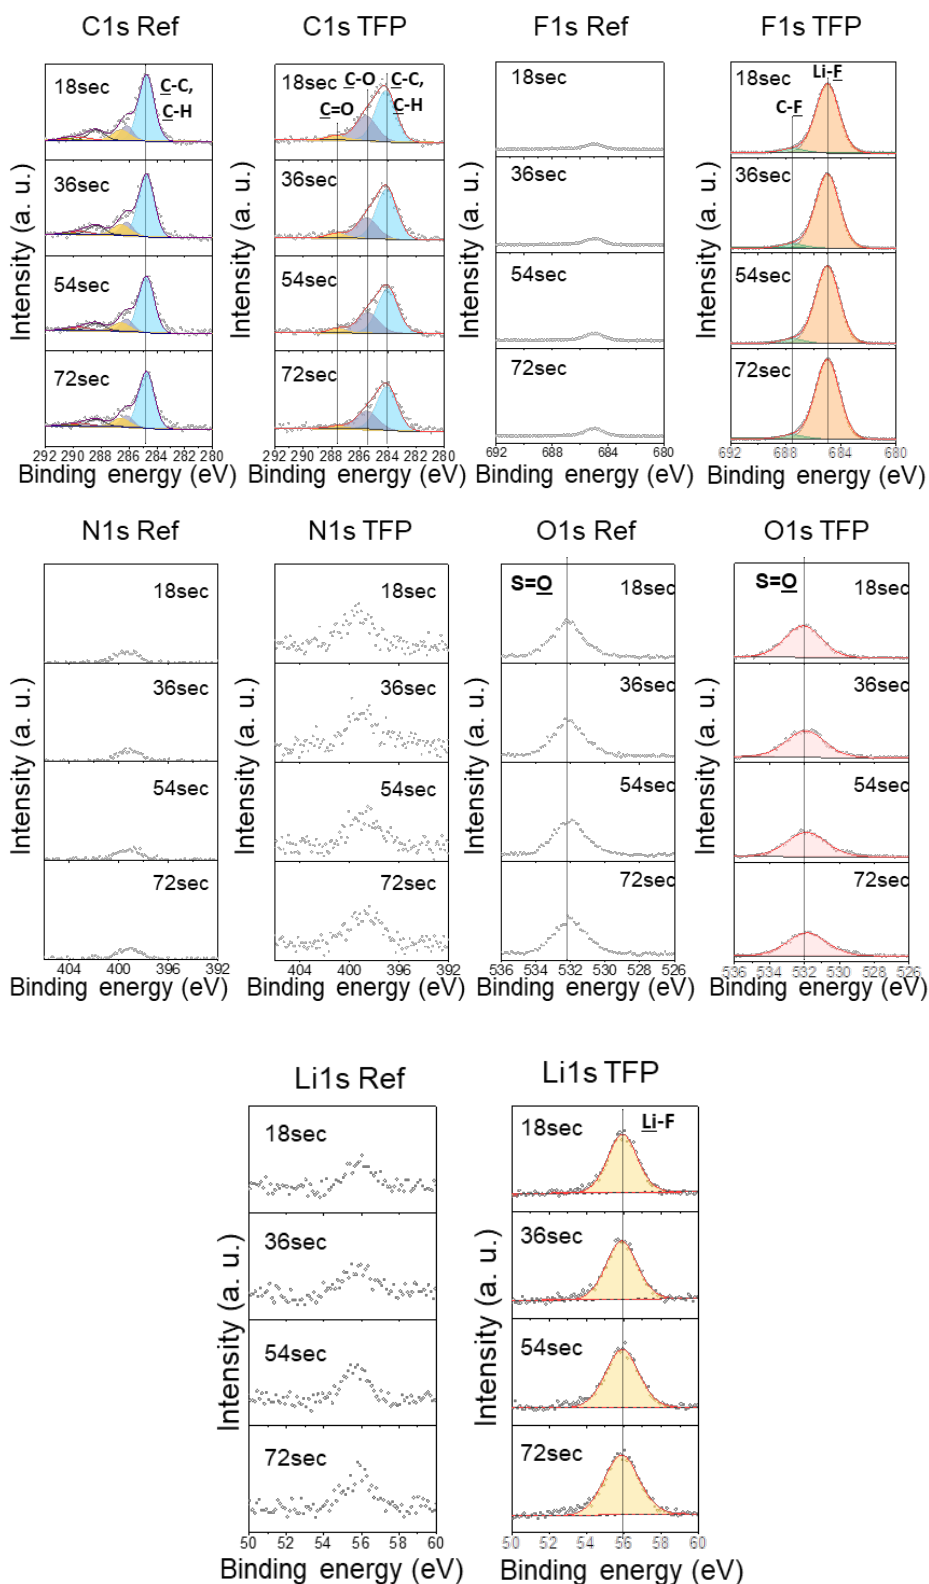 C1s Ref
C1s TFP
F1s Ref
F1s TFP
Intensity (a. u.)
18sec
C-C,
C-H
36sec
54sec
72sec
292 290 288 286 284 282 280
Binding energy (eV)
Intensity (a. u.)
18sec
C-O
C-C,
C=O
C-H
36sec
54sec
72sec
292 290 288 286 284 282 280
Binding energy (eV)
Intensity (a. u.)
18sec
36sec
54sec
72sec
692 688 684 680
Binding energy (eV)
Intensity (a. u.)
18sec
Li-F
C-F
36sec
54sec
72sec
692 688 684 680
Binding energy (eV)
N1s Ref
N1s TFP
O1s Ref
O1s TFP
Intensity (a. u.)
18sec
36sec
54sec
72sec
404 400 396 392
Binding energy (eV)
Intensity (a. u.)
18sec
36sec
54sec
72sec
404 400 396 392
Binding energy (eV)
Intensity (a. u.)
S=O
18sec
36sec
54sec
72sec
536 534 532 530 528 526
Binding energy (eV)
Intensity (a. u.)
S=O
18sec
36sec
54sec
72sec
536 534 532 530 528 526
Binding energy (eV)
Li1s Ref
Li1s TFP
Intensity (a. u.)
18sec
36sec
54sec
72sec
50 52 54 56 58 60
Binding energy (eV)
Intensity (a. u.)
18sec
Li-F
36sec
54sec
72sec
50 52 54 56 58 60
Binding energy (eV)